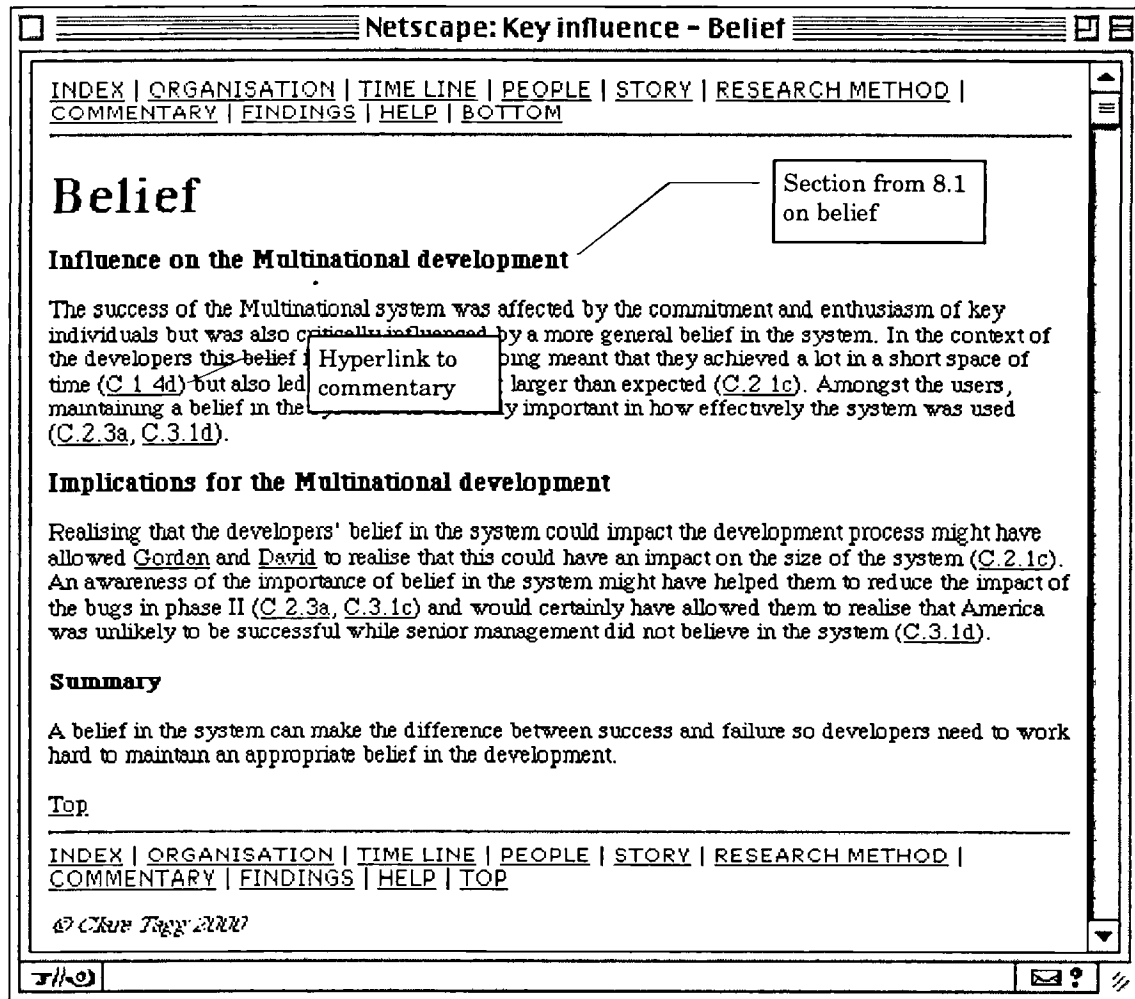 Netscape: Key influence – Belief
INDEX | ORGANISATION | TIME LINE | PEOPLE | STORY | RESEARCH METHOD |
COMMENTARY | FINDINGS | HELP | BOTTOM
Belief
Section from 8.1
on belief
Influence on the Multinational development
The success of the Multinational system was affected by the commitment and enthusiasm of key
individuals but was also critically influenced by a more general belief in the system. In the context of
the developers this belief meant that they achieved a lot in a short space of
time (C 1 4d) but also led larger than expected (C.2 1c). Amongst the users,
maintaining a belief in the important in how effectively the system was used
(C.2.3a, C.3.1d).
Hyperlink to
commentary
Implications for the Multinational development
Realising that the developers' belief in the system could impact the development process might have
allowed Gordan and David to realise that this could have an impact on the size of the system (C.2.1c).
An awareness of the importance of belief in the system might have helped them to reduce the impact of
the bugs in phase II (C 2.3a, C.3.1c) and would certainly have allowed them to realise that America
was unlikely to be successful while senior management did not believe in the system (C.3.1d).
Summary
A belief in the system can make the difference between success and failure so developers need to work
hard to maintain an appropriate belief in the development.
Top
INDEX | ORGANISATION | TIME LINE | PEOPLE | STORY | RESEARCH METHOD |
COMMENTARY | FINDINGS | HELP | TOP
© Clare Tagg 2000